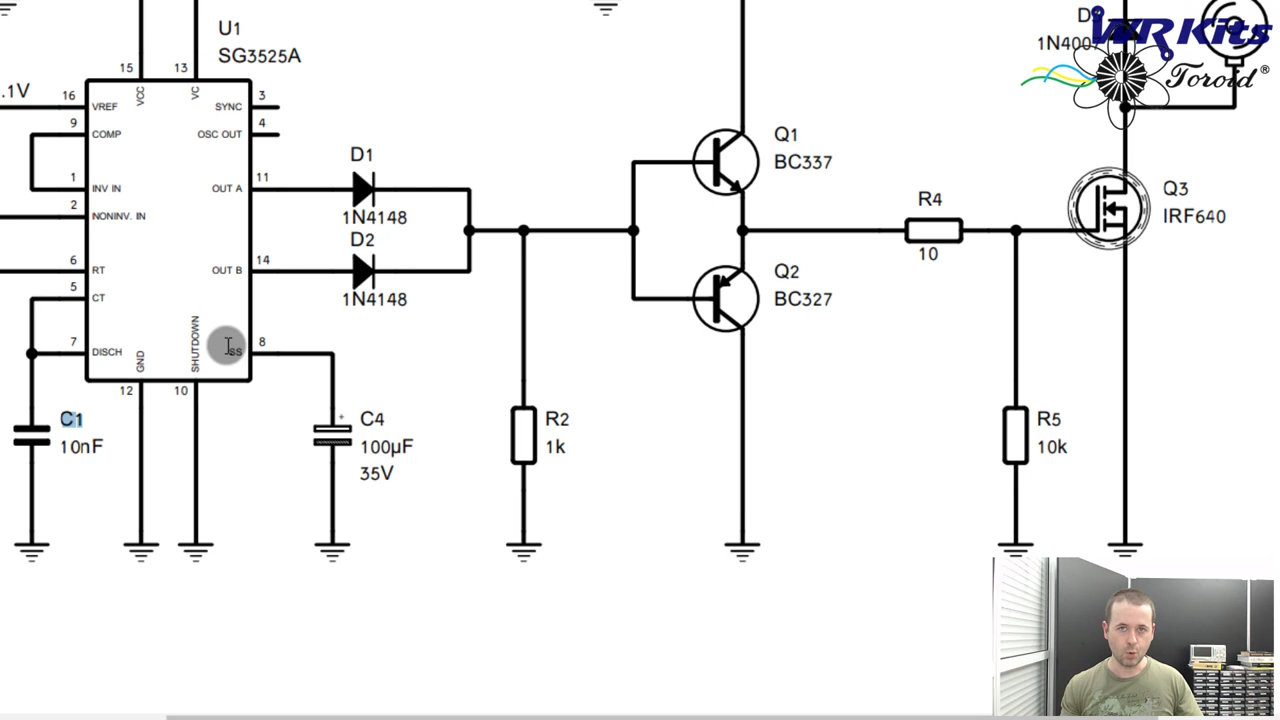 U1
SG3525A
D
1N4007
WR Kits
Toroid®
.1V
15
13
16
9
1
2
6
5
7
VCC
VC
VREF
COMP
INV IN
NONINV. IN
RT
CT
DISCH
SYNC
OSC OUT
OUT A
OUT B
SS
GND
SHUTDOWN
3
4
11
14
8
12
10
D1
1N4148
D2
1N4148
Q1
BC337
Q2
BC327
R4
10
Q3
IRF640
C1
10nF
+
C4
100µF
35V
R2
1k
R5
10k